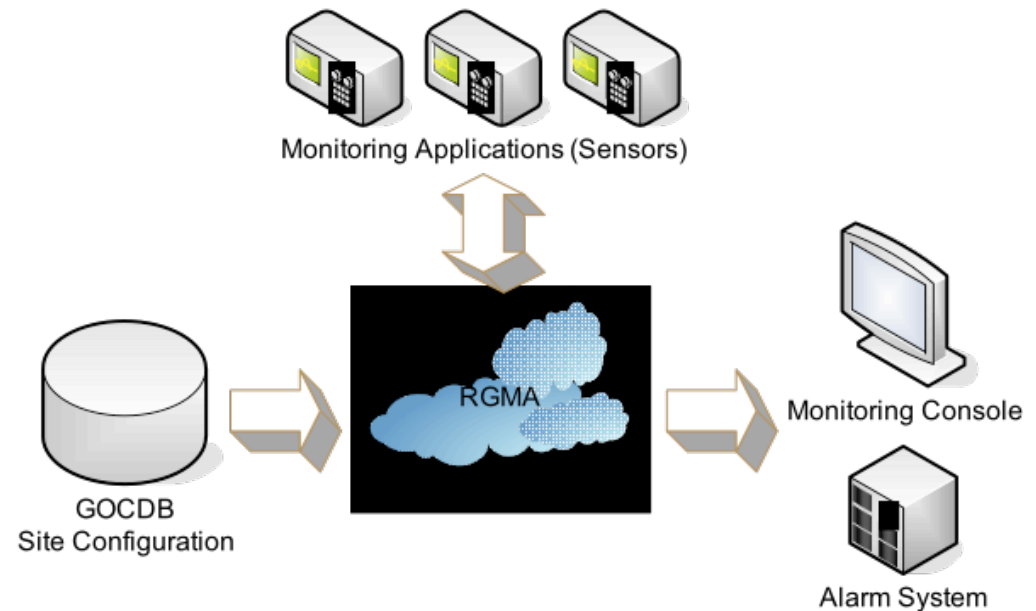 Monitoring Applications (Sensors)
RGMA
GOCDB
Site Configuration
Monitoring Console
Alarm System